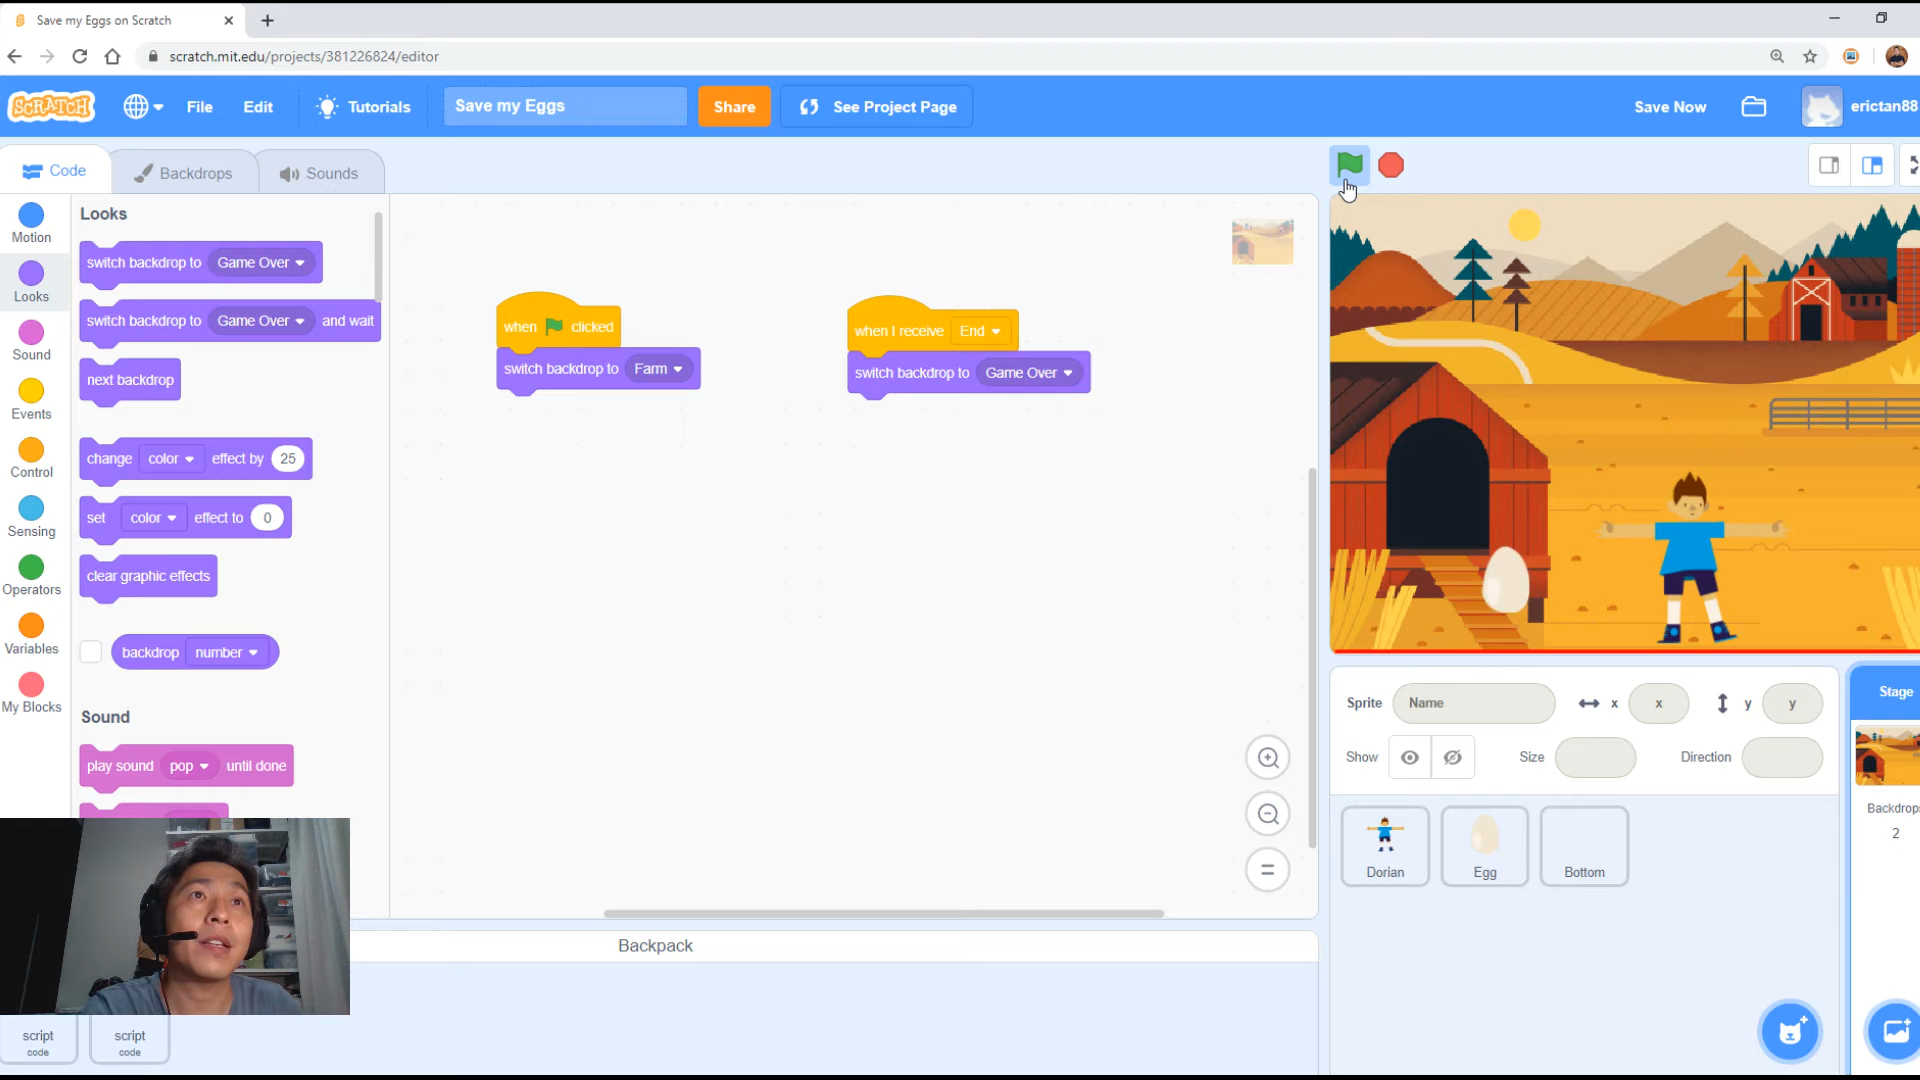 Save my Eggs on Scratch
scratch.mit.edu/projects/381226824/editor
SCRATCH
File
Edit
Tutorials
Save my Eggs
Share
See Project Page
Save Now
erictan88
Code
Backdrops
Sounds
Motion
Looks
Sound
Events
Control
Sensing
Operators
Variables
My Blocks
Looks
switch backdrop to Game Over
switch backdrop to Game Over and wait
next backdrop
change color effect by 25
set color effect to 0
clear graphic effects
backdrop number
Sound
play sound pop until done
when clicked
switch backdrop to Farm
when I receive End
switch backdrop to Game Over
Sprite Name x x y y
Show Size Direction
Dorian
Egg
Bottom
Stage
Backdrops
2
Backpack
script
code
script
code